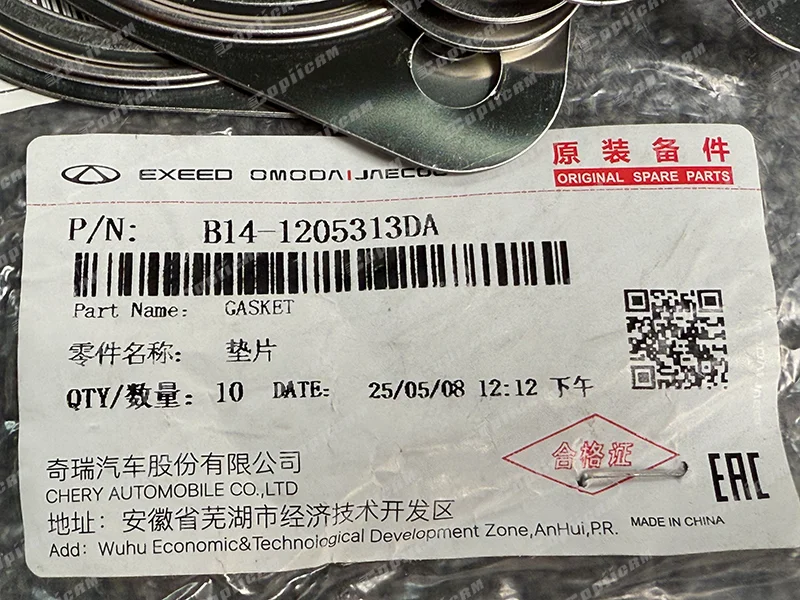 EXEED OMODA|JAECOO
原装备件
ORIGINAL SPARE PARTS
P/N: B14-1205313DA
Part Name: GASKET
零件名称: 垫片
QTY/数量: 10 DATE: 25/05/08 12:12 下午
合格证
奇瑞汽车股份有限公司
CHERY AUTOMOBILE CO.,LTD
EAC
地址: 安徽省芜湖市经济技术开发区
Add: Wuhu Economic&Technological Development Zone,AnHui,P.R.
MADE IN CHINA